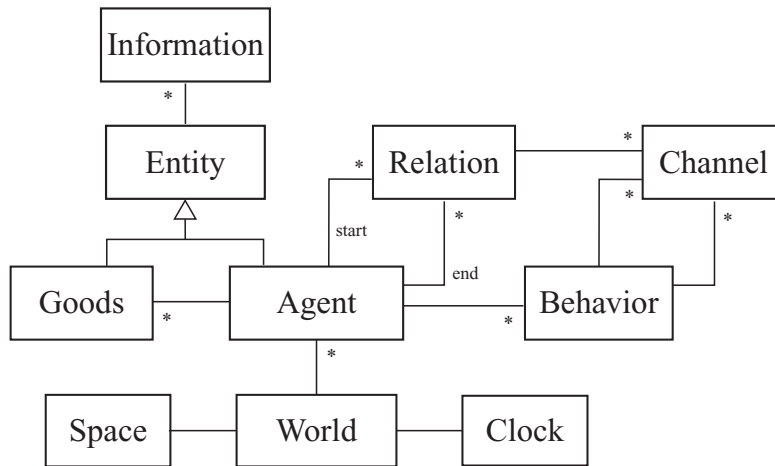 Information
*
Entity
* Relation * Channel
* *
* *
start
end
Goods * Agent * Behavior
*
Space World Clock